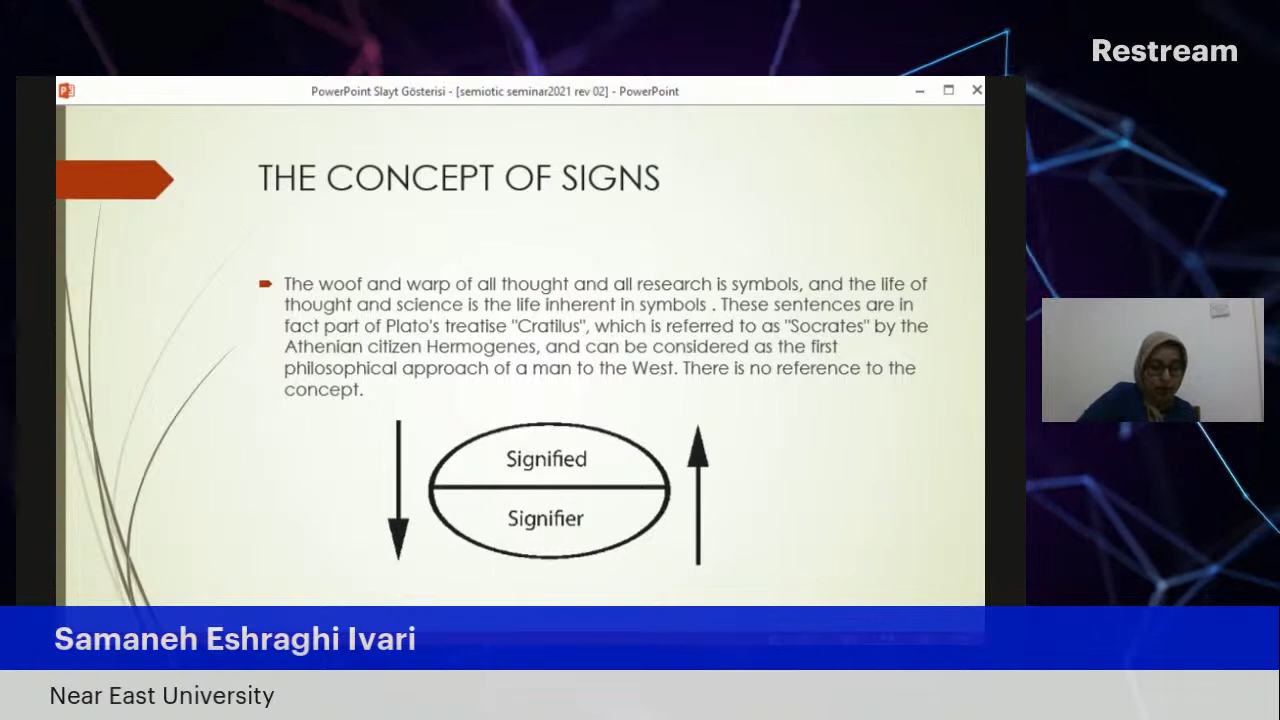 Restream
PowerPoint Slayt Gösterisi - [semiotic seminar2021 rev 02] - PowerPoint
THE CONCEPT OF SIGNS
The woof and warp of all thought and all research is symbols, and the life of
thought and science is the life inherent in symbols . These sentences are in
fact part of Plato's treatise "Cratilus", which is referred to as "Socrates" by the
Athenian citizen Hermogenes, and can be considered as the first
philosophical approach of a man to the West. There is no reference to the
concept.
Signified
Signifier
Samaneh Eshraghi Ivari
Near East University